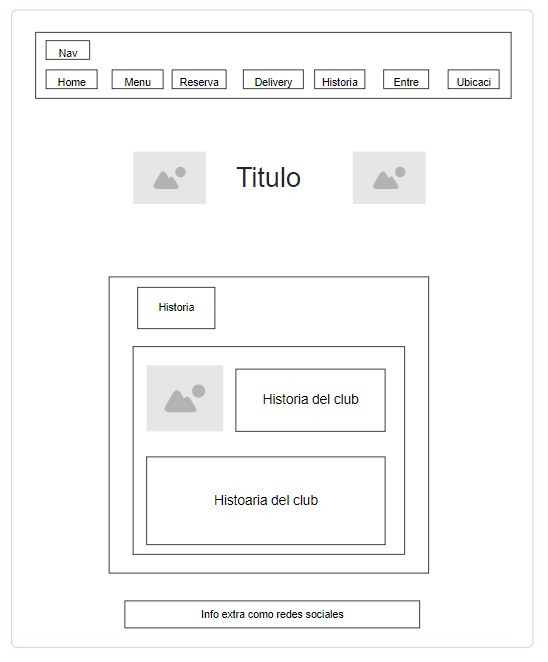 Nav
Home Menu Reserva Delivery Historia Entre Ubicaci
Titulo
Historia
Historia del club
Histoaria del club
Info extra como redes sociales